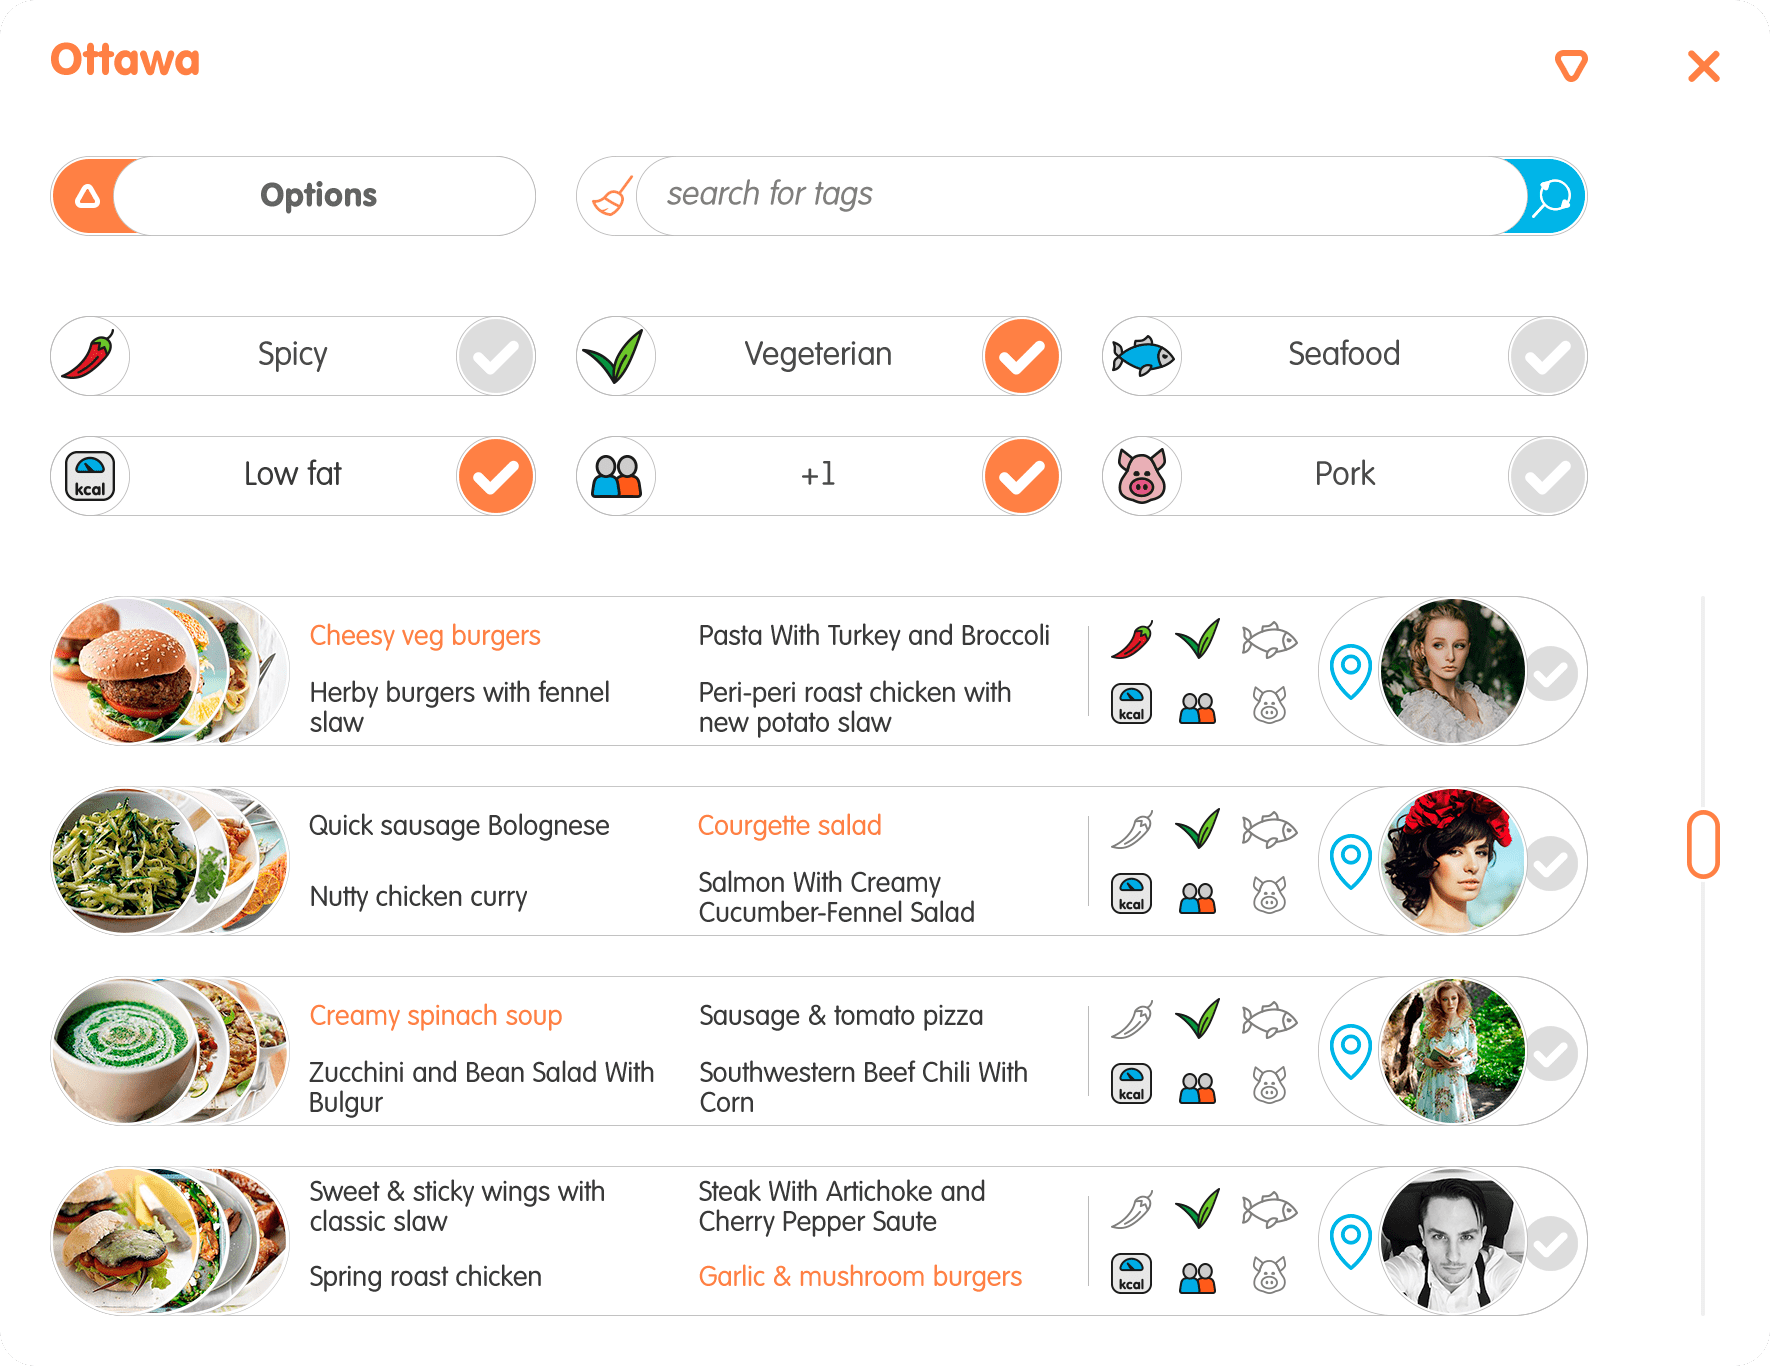 Ottawa
Options
search for tags
Spicy
Vegeterian
Seafood
kcal
Low fat
+1
Pork
Cheesy veg burgers
Pasta With Turkey and Broccoli
Herby burgers with fennel
slaw
Peri-peri roast chicken with
new potato slaw
kcal
Quick sausage Bolognese
Courgette salad
Nutty chicken curry
Salmon With Creamy
Cucumber-Fennel Salad
kcal
Creamy spinach soup
Sausage & tomato pizza
Zucchini and Bean Salad With
Bulgur
Southwestern Beef Chili With
Corn
kcal
Sweet & sticky wings with
classic slaw
Steak With Artichoke and
Cherry Pepper Saute
Spring roast chicken
Garlic & mushroom burgers
kcal